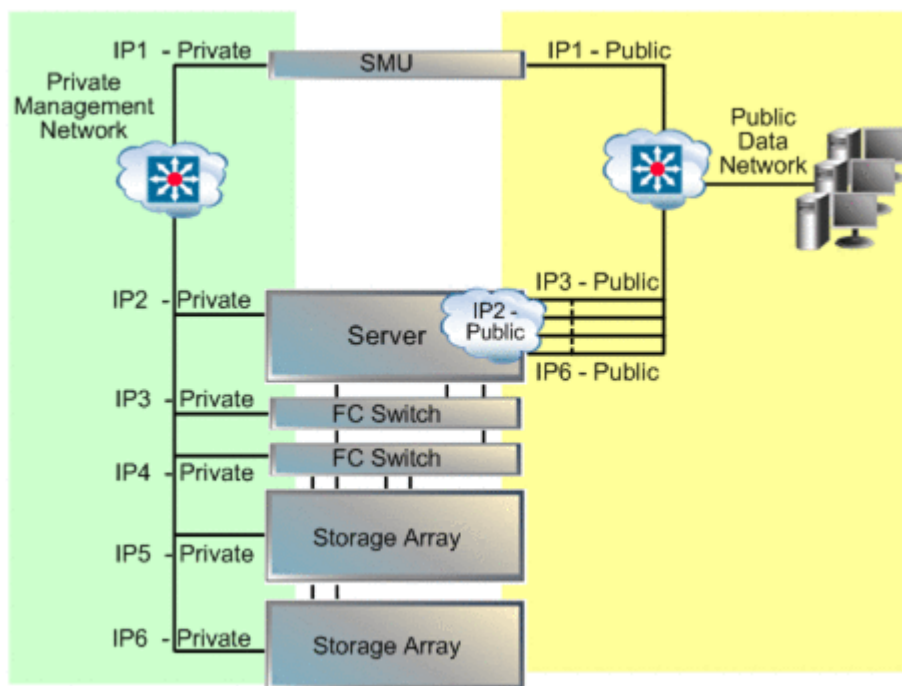 IP1 - Private
SMU
IP1 - Public
Private
Management
Network
Public
Data
Network
IP2 - Private
Server
IP2 -
Public
IP3 - Public
IP6 - Public
IP3 - Private
FC Switch
FC Switch
IP4 - Private
Storage Array
IP5 - Private
IP6 - Private
Storage Array